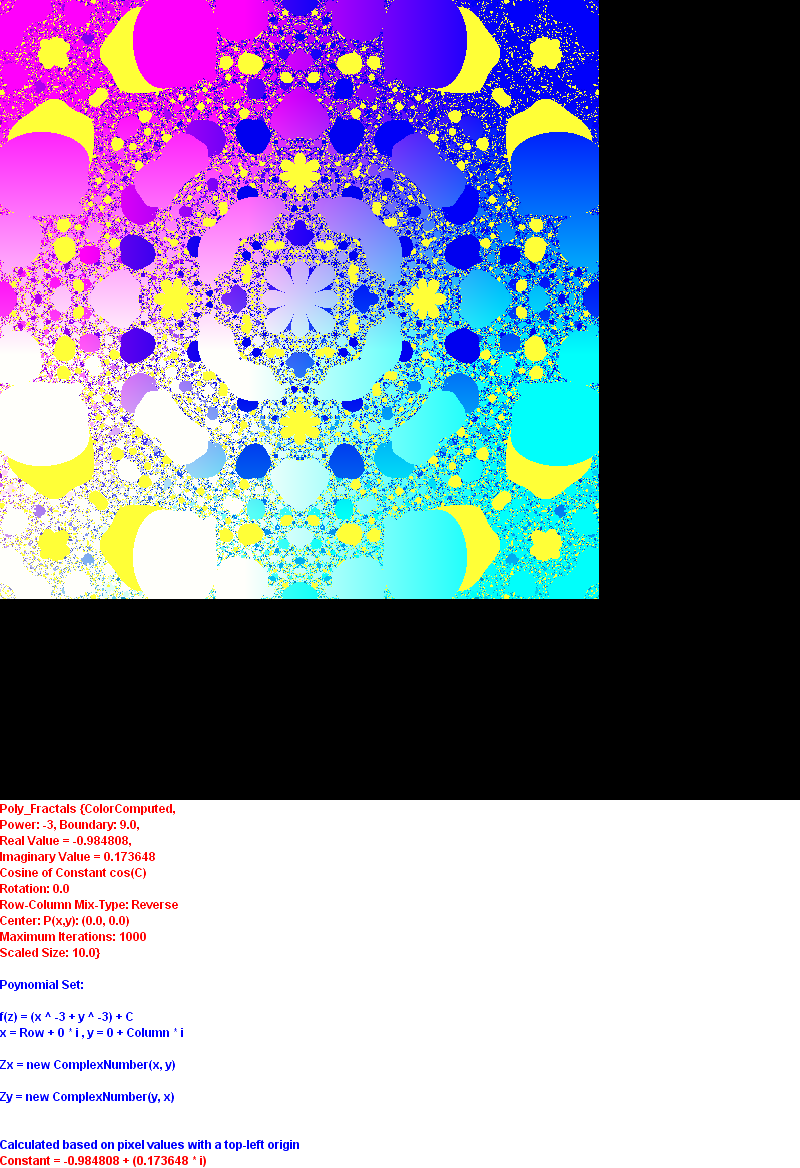 Poly_Fractals {ColorComputed,
Power: -3, Boundary: 9.0,
Real Value = -0.984808,
Imaginary Value = 0.173648
Cosine of Constant cos(C)
Rotation: 0.0
Row-Column Mix-Type: Reverse
Center: P(x,y): (0.0, 0.0)
Maximum Iterations: 1000
Scaled Size: 10.0}
Poynomial Set:
f(z) = (x ^ -3 + y ^ -3) + C
x = Row + 0 * i , y = 0 + Column * i
Zx = new ComplexNumber(x, y)
Zy = new ComplexNumber(y, x)
Calculated based on pixel values with a top-left origin
Constant = -0.984808 + (0.173648 * i)